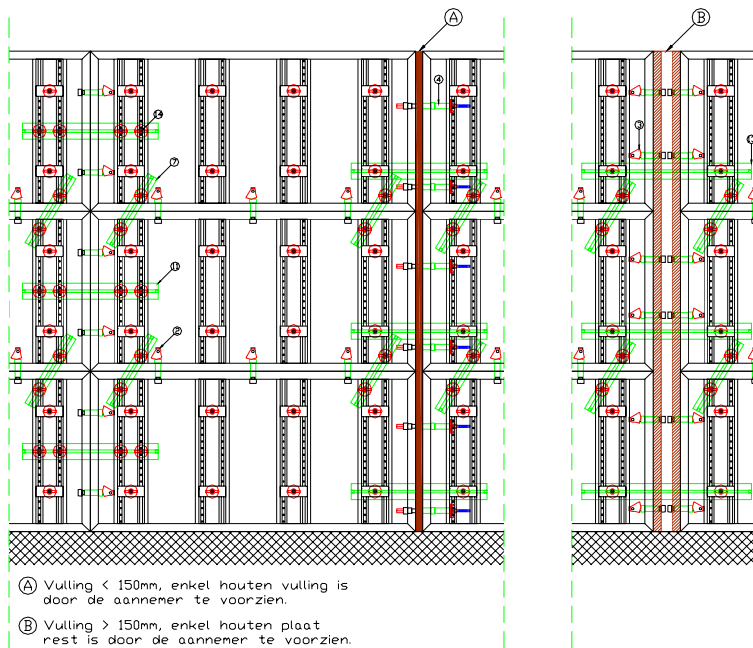 A
B
4
14
3
7
11
2
A Vulling < 150mm, enkel houten vulling is
door de aannemer te voorzien.
B Vulling > 150mm, enkel houten plaat
rest is door de aannemer te voorzien.